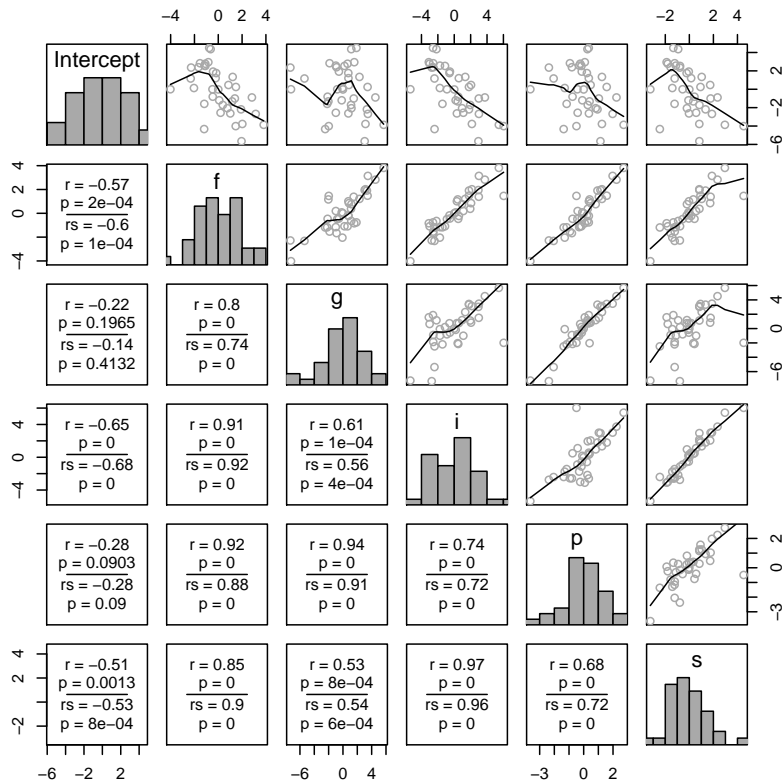 −4 0 2 4
−4 0 4
−3 0 2
Intercept
−6 −4 −2 0 2
−4 0 2 4
r = −0.57
p = 2e−04
rs = −0.6
p = 1e−04
f
r = −0.22
p = 0.1965
rs = −0.14
p = 0.4132
r = 0.8
p = 0
rs = 0.74
p = 0
g
−6 −2 0 4
0 4
−4 0 4
r = −0.65
p = 0
rs = −0.68
p = 0
r = 0.91
p = 0
rs = 0.92
p = 0
r = 0.61
p = 1e−04
rs = 0.56
p = 4e−04
i
r = −0.28
p = 0.0903
rs = −0.28
p = 0.09
r = 0.92
p = 0
rs = 0.88
p = 0
r = 0.94
p = 0
rs = 0.91
p = 0
r = 0.74
p = 0
rs = 0.72
p = 0
p
−3 0 2
−2 0 2 4
r = −0.51
p = 0.0013
rs = −0.53
p = 8e−04
r = 0.85
p = 0
rs = 0.9
p = 0
r = 0.53
p = 8e−04
rs = 0.54
p = 6e−04
r = 0.97
p = 0
rs = 0.96
p = 0
r = 0.68
p = 0
rs = 0.72
p = 0
s
−6 −2 2
−6 0 4
−3 0 2